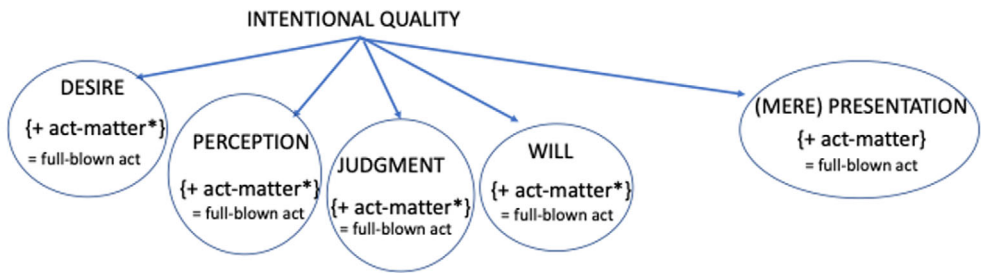 INTENTIONAL QUALITY
DESIRE
{+ act-matter*}
= full-blown act
PERCEPTION
{+ act-matter*}
= full-blown act
JUDGMENT
{+ act-matter*}
= full-blown act
WILL
{+ act-matter*}
= full-blown act
(MERE) PRESENTATION
{+ act-matter}
= full-blown act